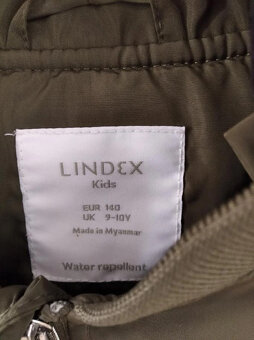 LINDEX
Kids
EUR 140
UK 9-10Y
Made in Myanmar
Water repellent